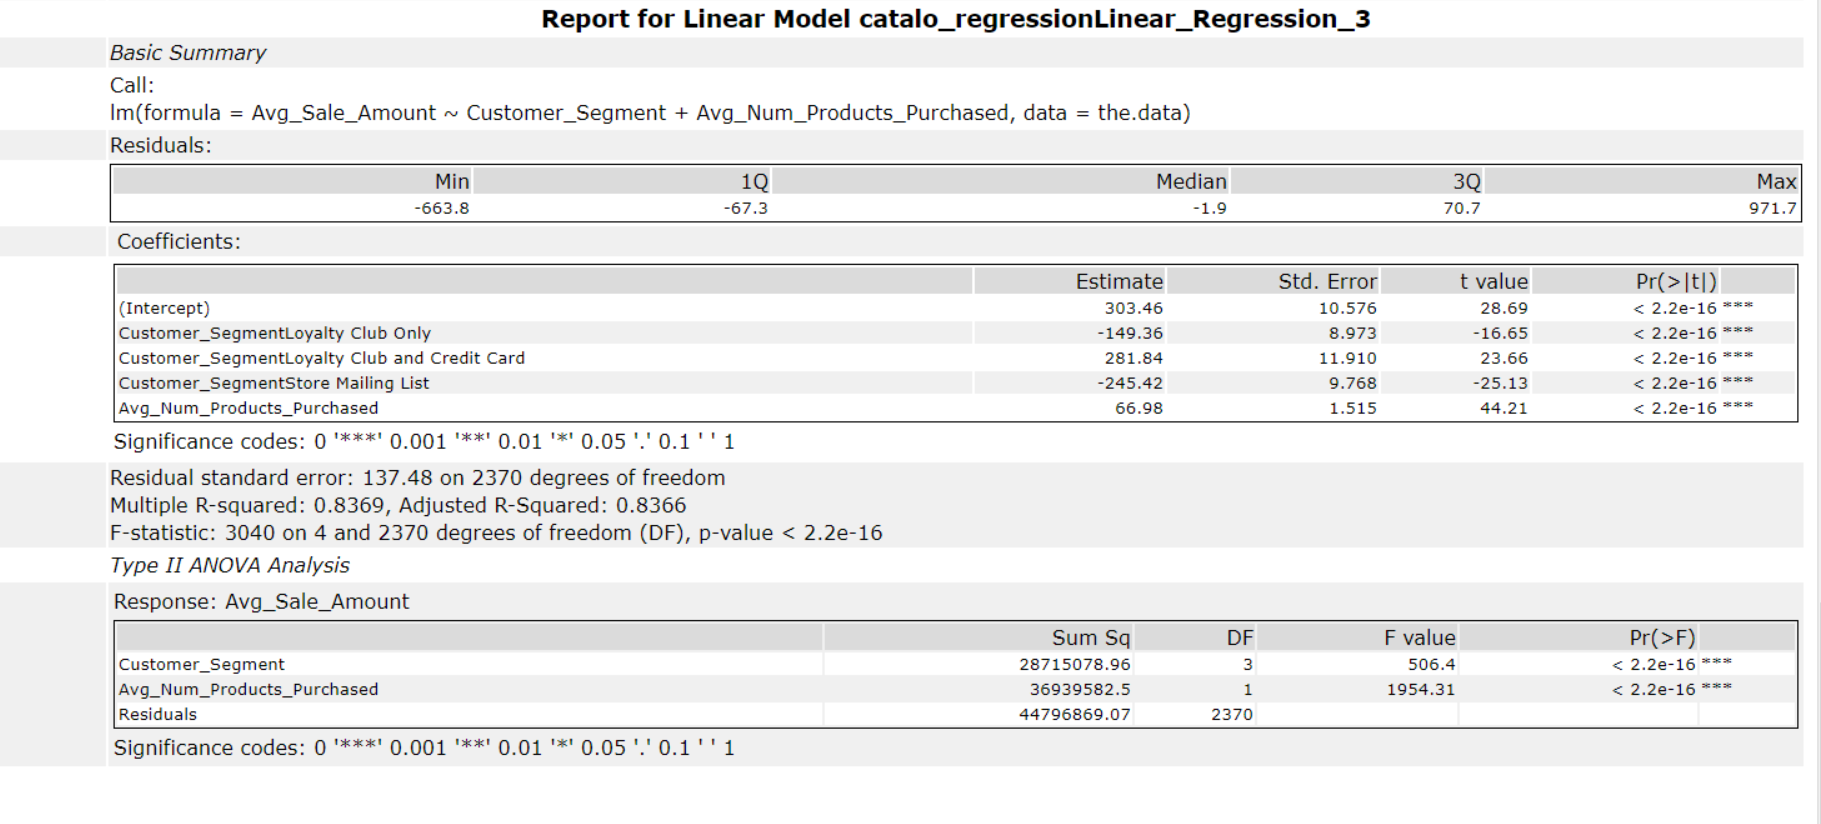 Report for Linear Model catalo_regressionLinear_Regression_3
Basic Summary
Call:
lm(formula = Avg_Sale_Amount ~ Customer_Segment + Avg_Num_Products_Purchased, data = the.data)
Residuals:
Min 1Q Median 3Q Max
-663.8 -67.3 -1.9 70.7 971.7
Coefficients:
Estimate Std. Error t value Pr(>|t|)
(Intercept) 303.46 10.576 28.69 < 2.2e-16 ***
Customer_SegmentLoyalty Club Only -149.36 8.973 -16.65 < 2.2e-16 ***
Customer_SegmentLoyalty Club and Credit Card 281.84 11.910 23.66 < 2.2e-16 ***
Customer_SegmentStore Mailing List -245.42 9.768 -25.13 < 2.2e-16 ***
Avg_Num_Products_Purchased 66.98 1.515 44.21 < 2.2e-16 ***
Significance codes: 0 '***' 0.001 '**' 0.01 '*' 0.05 '.' 0.1 ' ' 1
Residual standard error: 137.48 on 2370 degrees of freedom
Multiple R-squared: 0.8369, Adjusted R-Squared: 0.8366
F-statistic: 3040 on 4 and 2370 degrees of freedom (DF), p-value < 2.2e-16
Type II ANOVA Analysis
Response: Avg_Sale_Amount
Sum Sq DF F value Pr(>F)
Customer_Segment 28715078.96 3 506.4 < 2.2e-16 ***
Avg_Num_Products_Purchased 36939582.5 1 1954.31 < 2.2e-16 ***
Residuals 44796869.07 2370
Significance codes: 0 '***' 0.001 '**' 0.01 '*' 0.05 '.' 0.1 ' ' 1